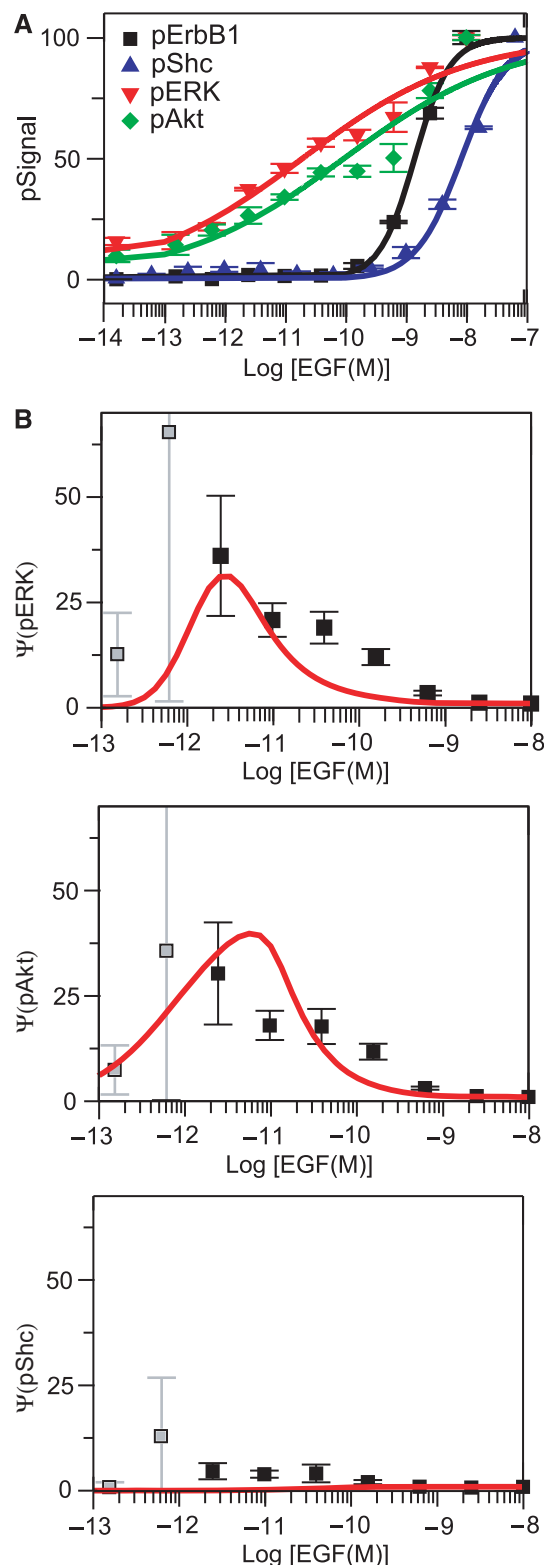 A
pErbB1
pShc
pERK
pAkt
pSignal
100
50
0
−14 −13 −12 −11 −10 −9 −8 −7
Log [EGF(M)]
B
Ψ(pERK)
50
25
0
−13 −12 −11 −10 −9 −8
Log [EGF(M)]
Ψ(pAkt)
50
25
0
−13 −12 −11 −10 −9 −8
Log [EGF(M)]
Ψ(pShc)
50
25
0
−13 −12 −11 −10 −9 −8
Log [EGF(M)]